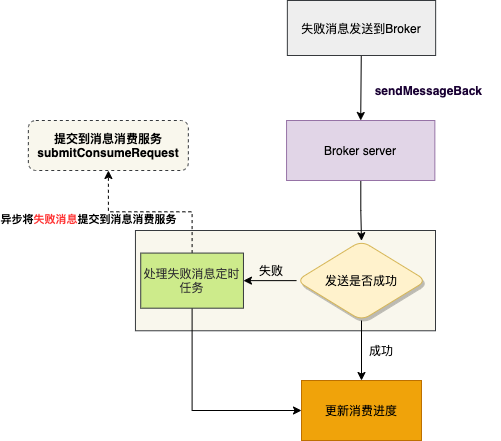 失败消息发送到Broker
sendMessageBack
提交到消息消费服务
submitConsumeRequest
Broker server
异步将失败消息提交到消息消费服务
处理失败消息定时
任务
失败
发送是否成功
成功
更新消费进度